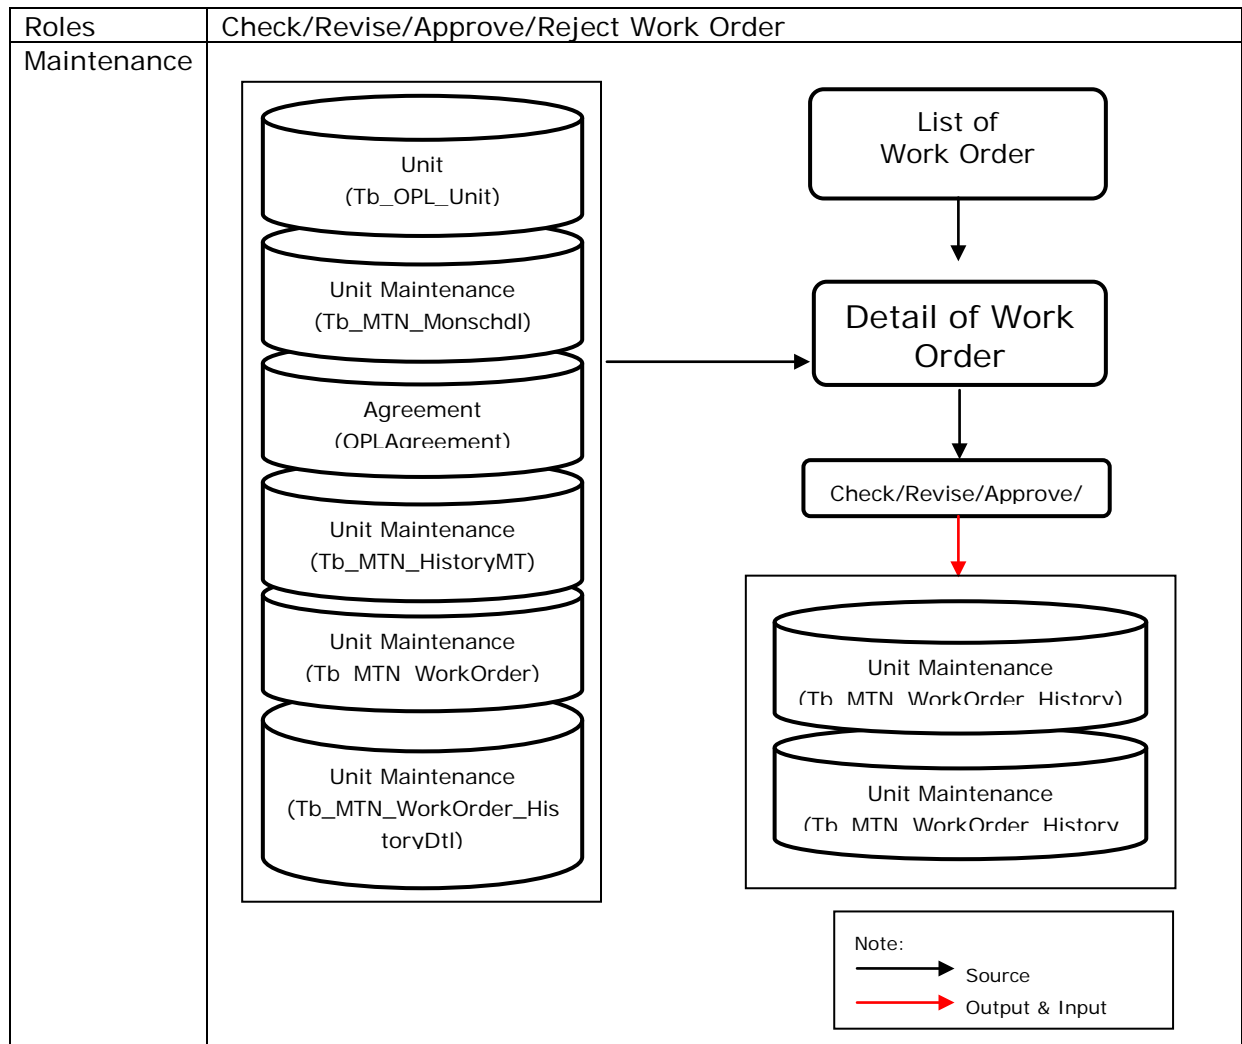 Roles
Check/Revise/Approve/Reject Work Order
Maintenance
Unit
(Tb_OPL_Unit)
Unit Maintenance
(Tb_MTN_Monschdl)
Agreement
(OPLAgreement)
Unit Maintenance
(Tb_MTN_HistoryMT)
Unit Maintenance
(Tb_MTN_WorkOrder)
Unit Maintenance
(Tb_MTN_WorkOrder_His
toryDtl)
List of
Work Order
Detail of Work
Order
Check/Revise/Approve/
Unit Maintenance
(Tb_MTN_WorkOrder_History)
Unit Maintenance
(Tb_MTN_WorkOrder_History
Note:
Source
Output & Input